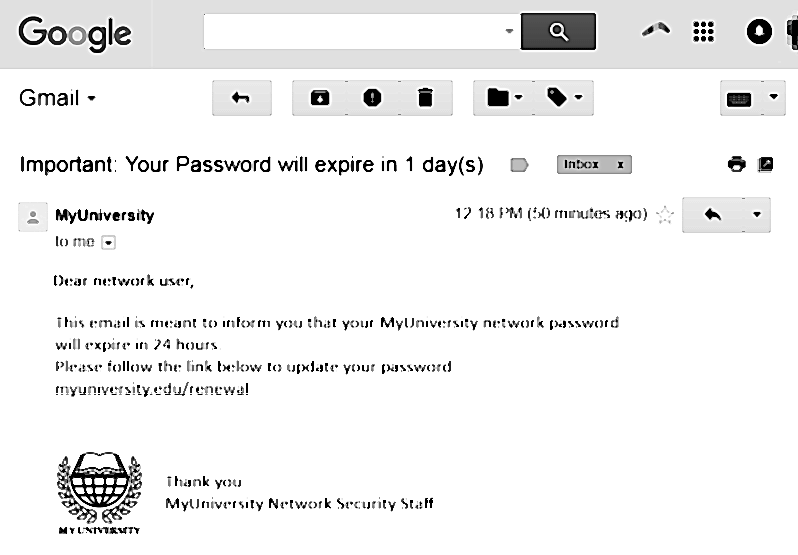 Google
Gmail
Important: Your Password will expire in 1 day(s)
Inbox x
MyUniversity
12:18 PM (50 minutes ago)
to me
Dear network user,
This email is meant to inform you that your MyUniversity network password
will expire in 24 hours.
Please follow the link below to update your password
myuniversity.edu/renewal
Thank you
MyUniversity Network Security Staff
MY UNIVERSITY